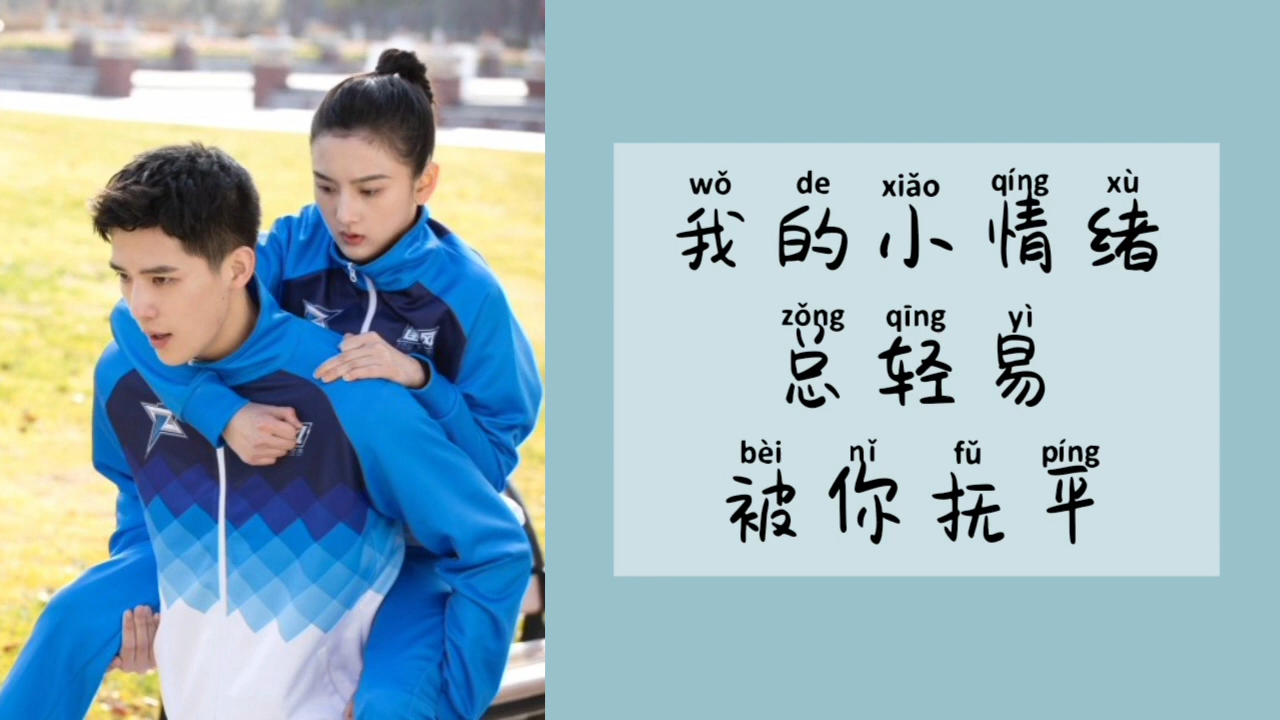 wǒ de xiǎo qíng xù
我的小情绪
zǒng qīng yì
总轻易
bèi nǐ fǔ píng
被你抚平